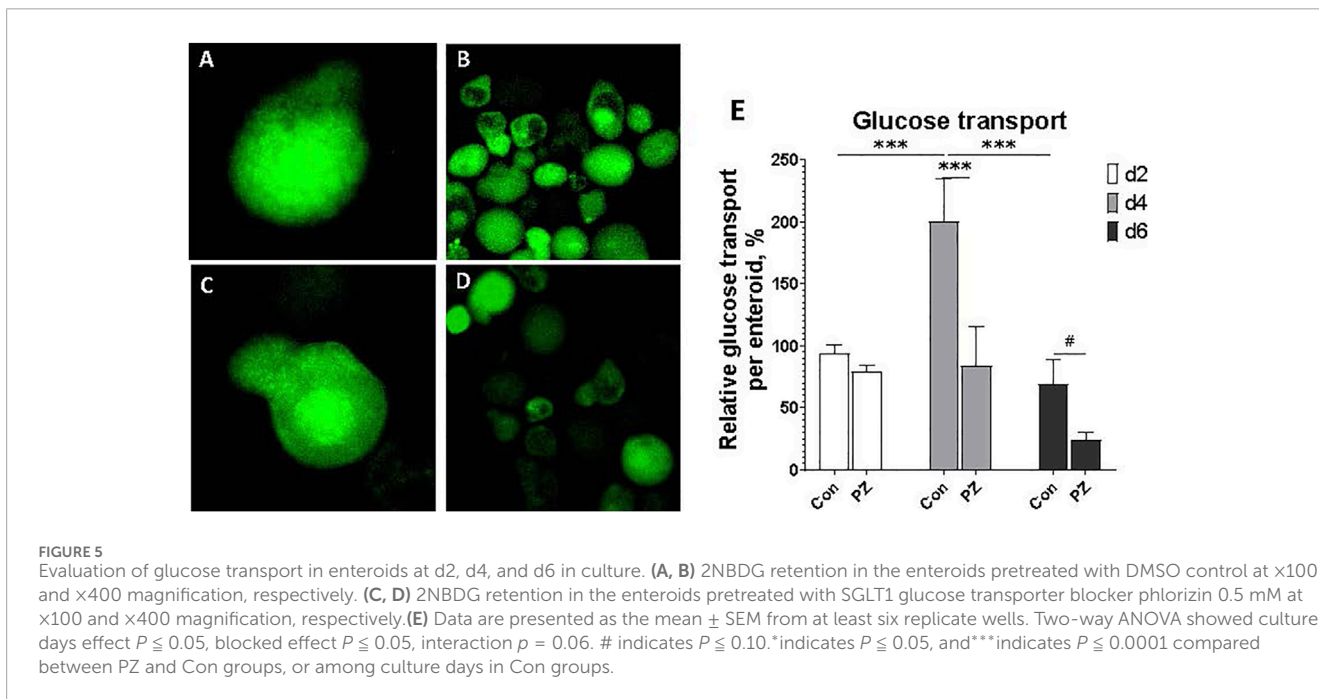 A
B
C
D
E
Glucose transport
***
***
***
#
Relative glucose transport
per enteroid, %
250
200
150
100
50
0
Con
PZ
Con
PZ
Con
PZ
d2
d4
d6
FIGURE 5
Evaluation of glucose transport in enteroids at d2, d4, and d6 in culture. (A, B) 2NBDG retention in the enteroids pretreated with DMSO control at ×100
and ×400 magnification, respectively. (C, D) 2NBDG retention in the enteroids pretreated with SGLT1 glucose transporter blocker phlorizin 0.5 mM at
×100 and ×400 magnification, respectively.(E) Data are presented as the mean ± SEM from at least six replicate wells. Two-way ANOVA showed culture
days effect P ≦ 0.05, blocked effect P ≦ 0.05, interaction p = 0.06. # indicates P ≦ 0.10.*indicates P ≦ 0.05, and***indicates P ≦ 0.0001 compared
between PZ and Con groups, or among culture days in Con groups.